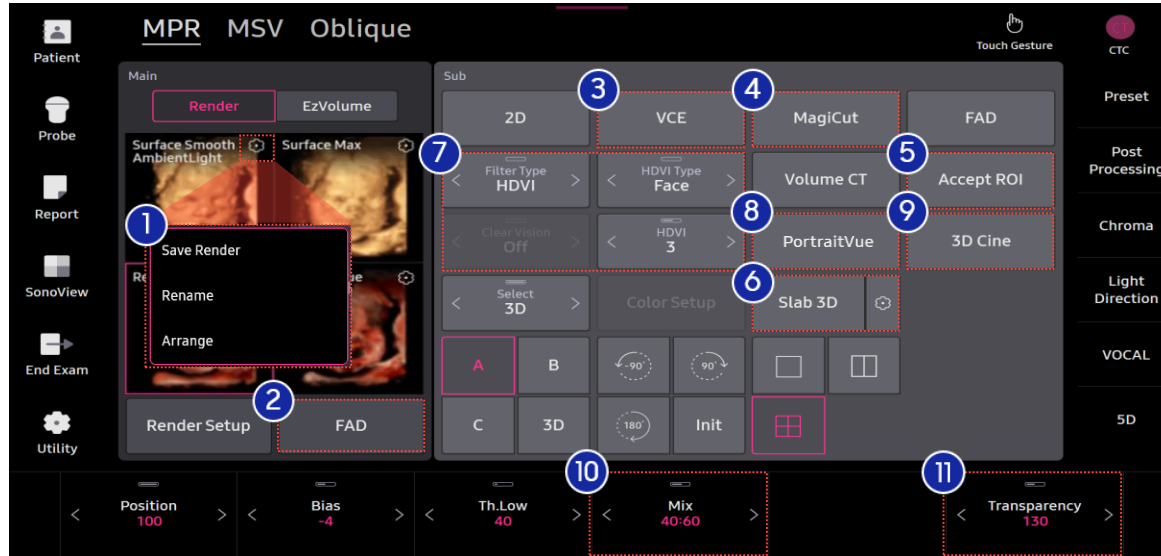 MPR MSV Oblique
Touch Gesture
CTC
Patient
Probe
Report
SonoView
End Exam
Utility
Main
Render EzVolume
Surface Smooth
AmbientLight
Surface Max
1
Save Render
Rename
Arrange
2
Render Setup FAD
Sub
3
4
2D VCE MagiCut FAD
7
5
Filter Type
HDVI
HDVI Type
Face
Volume CT Accept ROI
8
9
Clear Vision
Off
HDVI
3
PortraitVue 3D Cine
6
Select
3D
Color Setup Slab 3D
A B -90° 90°
C 3D 180° Init
Preset
Post
Processing
Chroma
Light
Direction
VOCAL
5D
10
11
Position
100
Bias
-4
Th.Low
40
Mix
40:60
Transparency
130